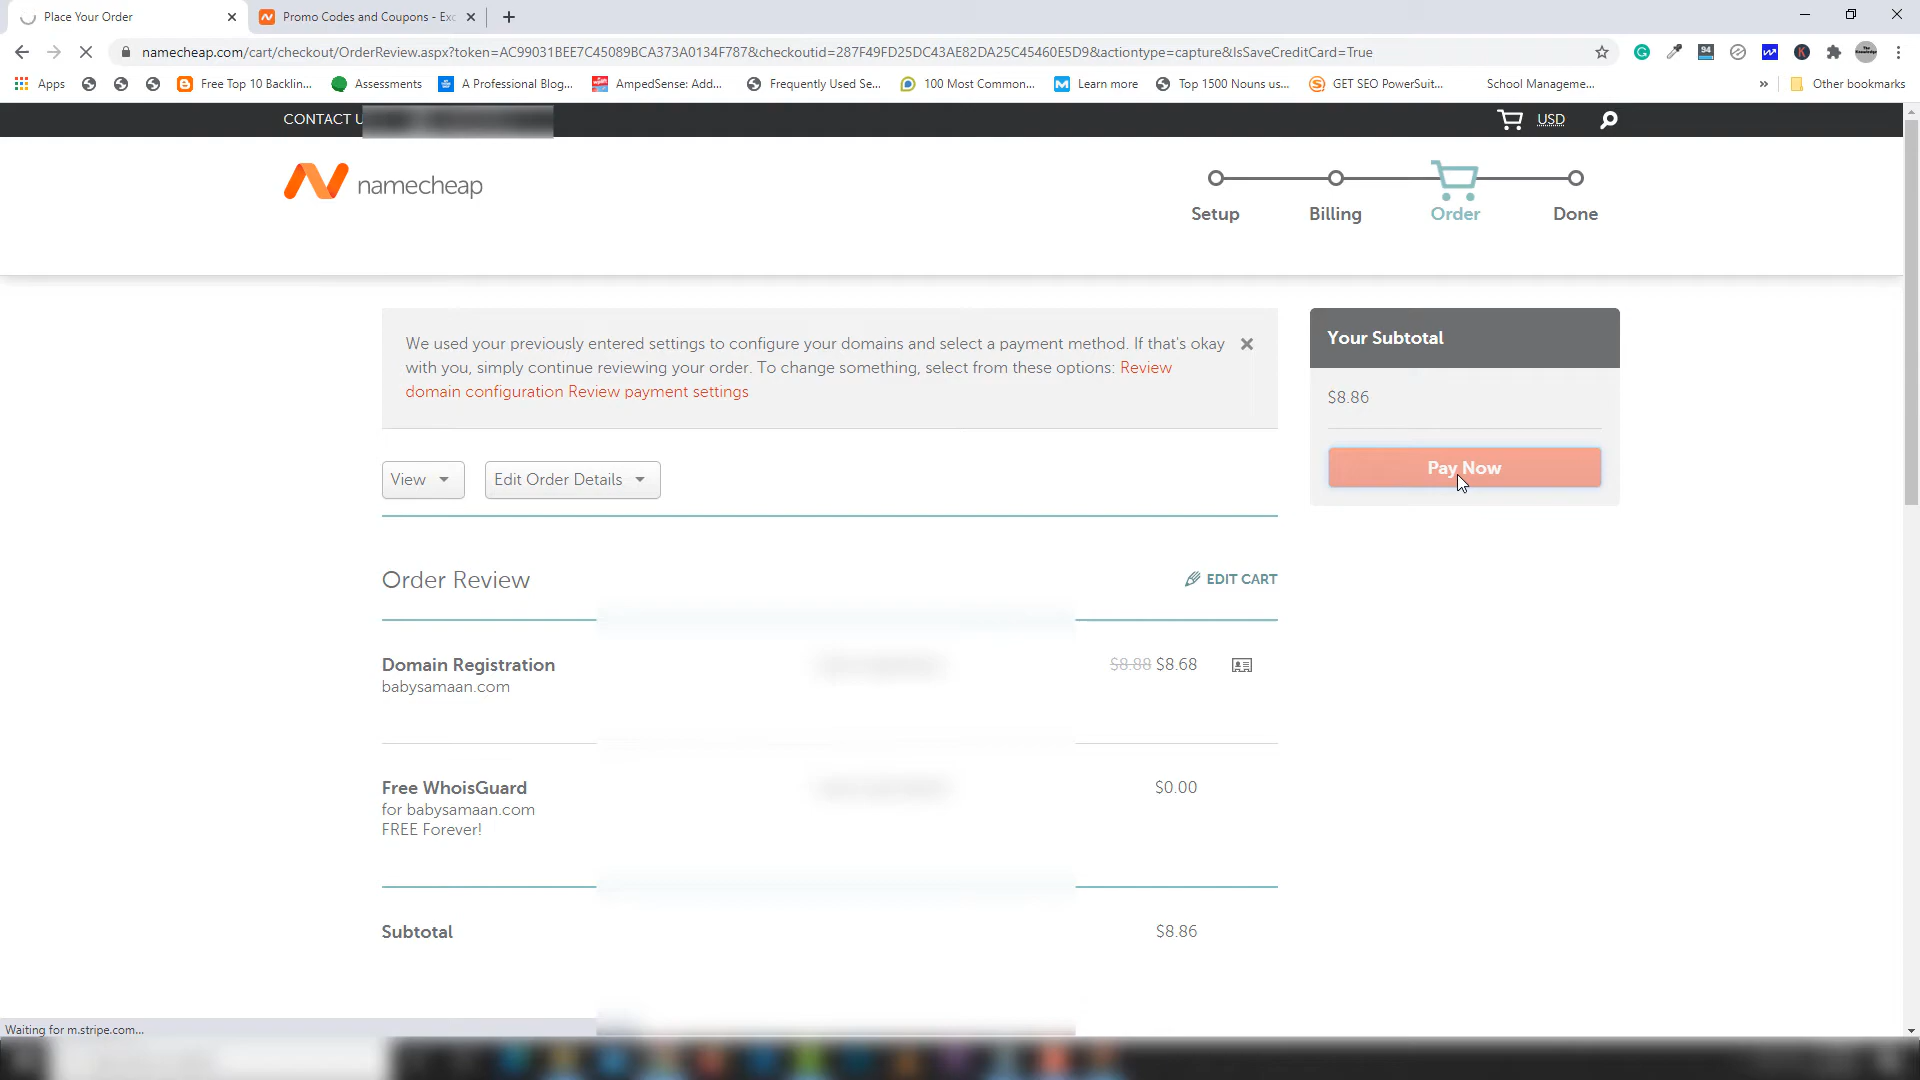 Place Your Order
Promo Codes and Coupons - Exc
namecheap.com/cart/checkout/OrderReview.aspx?token=AC99031BEE7C45089BCA373A0134F787&checkoutid=287F49FD25DC43AE82DA25C45460E5D9&actiontype=capture&IsSaveCreditCard=True
94
Apps Free Top 10 Backlin... Assessments A Professional Blog... AmpedSense: Add... Frequently Used Se... 100 Most Common... Learn more Top 1500 Nouns us... GET SEO PowerSuit... School Manageme... » Other bookmarks
CONTACT U USD
namecheap
Setup Billing Order Done
We used your previously entered settings to configure your domains and select a payment method. If that's okay
with you, simply continue reviewing your order. To change something, select from these options: Review
domain configuration Review payment settings
Your Subtotal
$8.86
Pay Now
View Edit Order Details
Order Review EDIT CART
Domain Registration $8.88 $8.68
babysamaan.com
Free WhoisGuard $0.00
for babysamaan.com
FREE Forever!
Subtotal $8.86
Waiting for m.stripe.com...